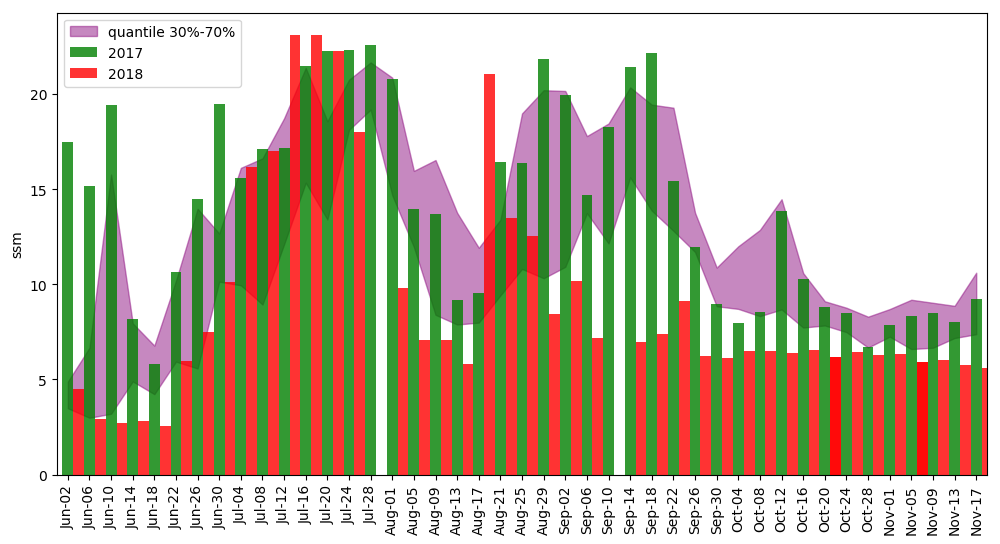 quantile 30%-70%
2017
2018
ssm
20
15
10
5
0
Jun-02
Jun-06
Jun-10
Jun-14
Jun-18
Jun-22
Jun-26
Jun-30
Jul-04
Jul-08
Jul-12
Jul-16
Jul-20
Jul-24
Jul-28
Aug-01
Aug-05
Aug-09
Aug-13
Aug-17
Aug-21
Aug-25
Aug-29
Sep-02
Sep-06
Sep-10
Sep-14
Sep-18
Sep-22
Sep-26
Sep-30
Oct-04
Oct-08
Oct-12
Oct-16
Oct-20
Oct-24
Oct-28
Nov-01
Nov-05
Nov-09
Nov-13
Nov-17